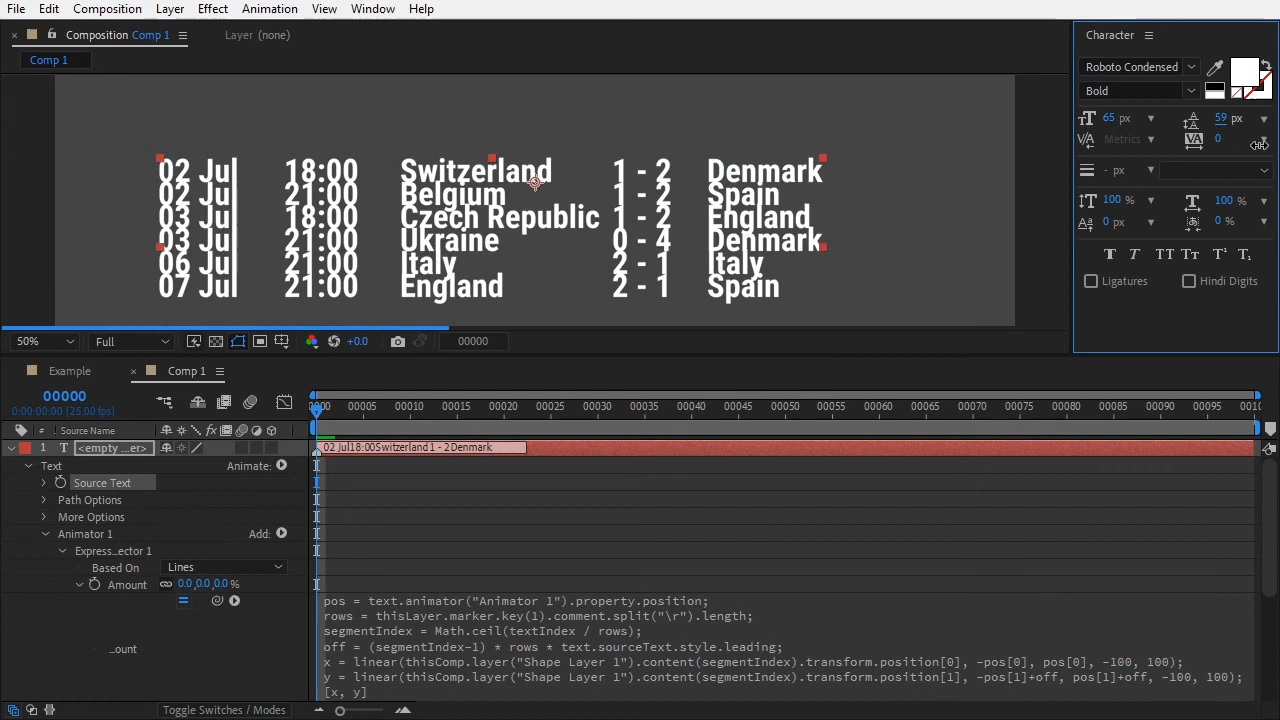 File Edit Composition Layer Effect Animation View Window Help
× Composition Comp 1 Layer (none)
Comp 1
02 Jul 18:00 Switzerland 1 - 2 Denmark
02 Jul 21:00 Belgium 1 - 2 Spain
03 Jul 18:00 Czech Republic 1 - 2 England
03 Jul 21:00 Ukraine 0 - 4 Denmark
06 Jul 21:00 Italy 2 - 1 Italy
07 Jul 21:00 England 2 - 1 Spain
50% Full +0.0 00000
Character
Roboto Condensed
Bold
65 px 59 px
Metrics 0
- px
100 % 100 %
0 px 0 %
T T TT Tt T¹ T₁
Ligatures Hindi Digits
Example × Comp 1
00000
0:00:00:00 (25.00 fps)
0000 00005 00010 00015 00020 00025 00030 00035 00040 00045 00050 00055 00060 00065 00070 00075 00080 00085 00090 00095 0010
# Source Name
1 T <empty ...er>
02 Jul18:00Switzerland1 - 2Denmark
Text Animate:
Source Text
Path Options
More Options
Animator 1 Add:
Express...ector 1
Based On Lines
Amount 0.0,0.0,0.0%
...ount
pos = text.animator("Animator 1").property.position;
rows = thisLayer.marker.key(1).comment.split("\r").length;
segmentIndex = Math.ceil(textIndex / rows);
off = (segmentIndex-1) * rows * text.sourceText.style.leading;
x = linear(thisComp.layer("Shape Layer 1").content(segmentIndex).transform.position[0], -pos[0], pos[0], -100, 100);
y = linear(thisComp.layer("Shape Layer 1").content(segmentIndex).transform.position[1], -pos[1]+off, pos[1]+off, -100, 100);
[x, y]
Toggle Switches / Modes